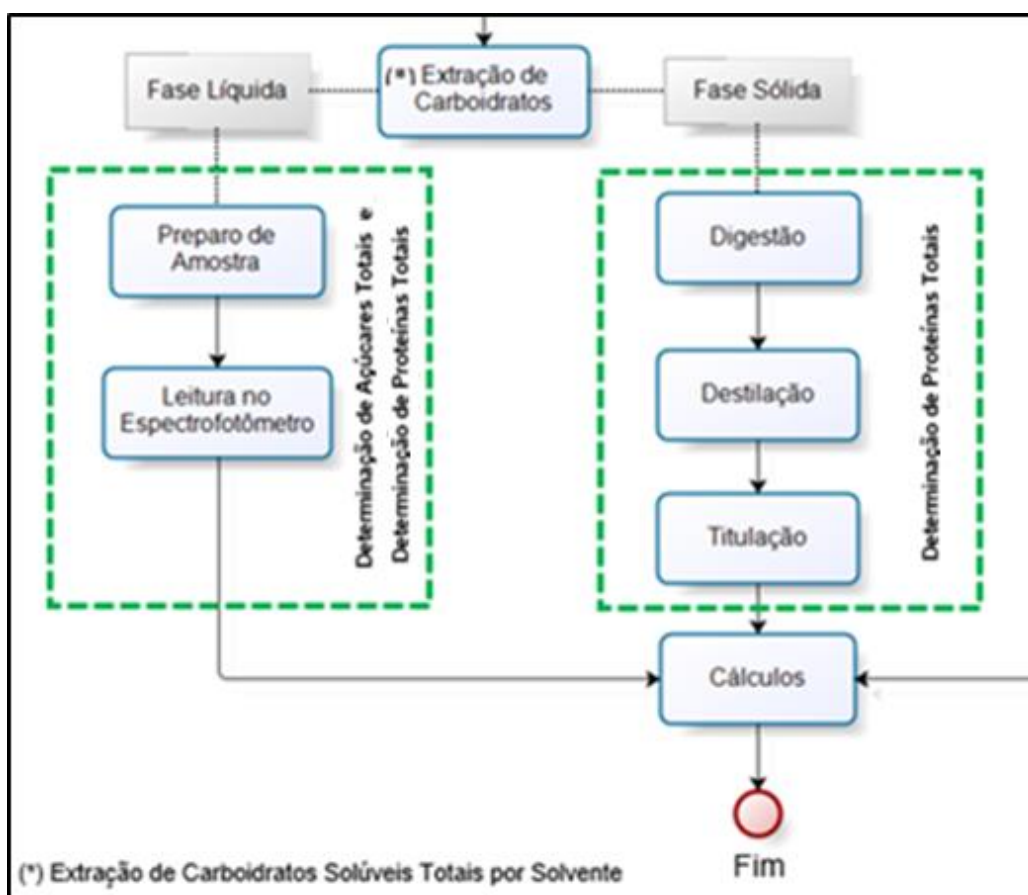 Fase Líquida
(*) Extração de
Carboidratos
Fase Sólida
Preparo de
Amostra
Leitura no
Espectrofotômetro
Determinação de Açúcares Totais e
Determinação de Proteínas Totais
Digestão
Destilação
Titulação
Determinação de Proteínas Totais
Cálculos
Fim
(*) Extração de Carboidratos Solúveis Totais por Solvente